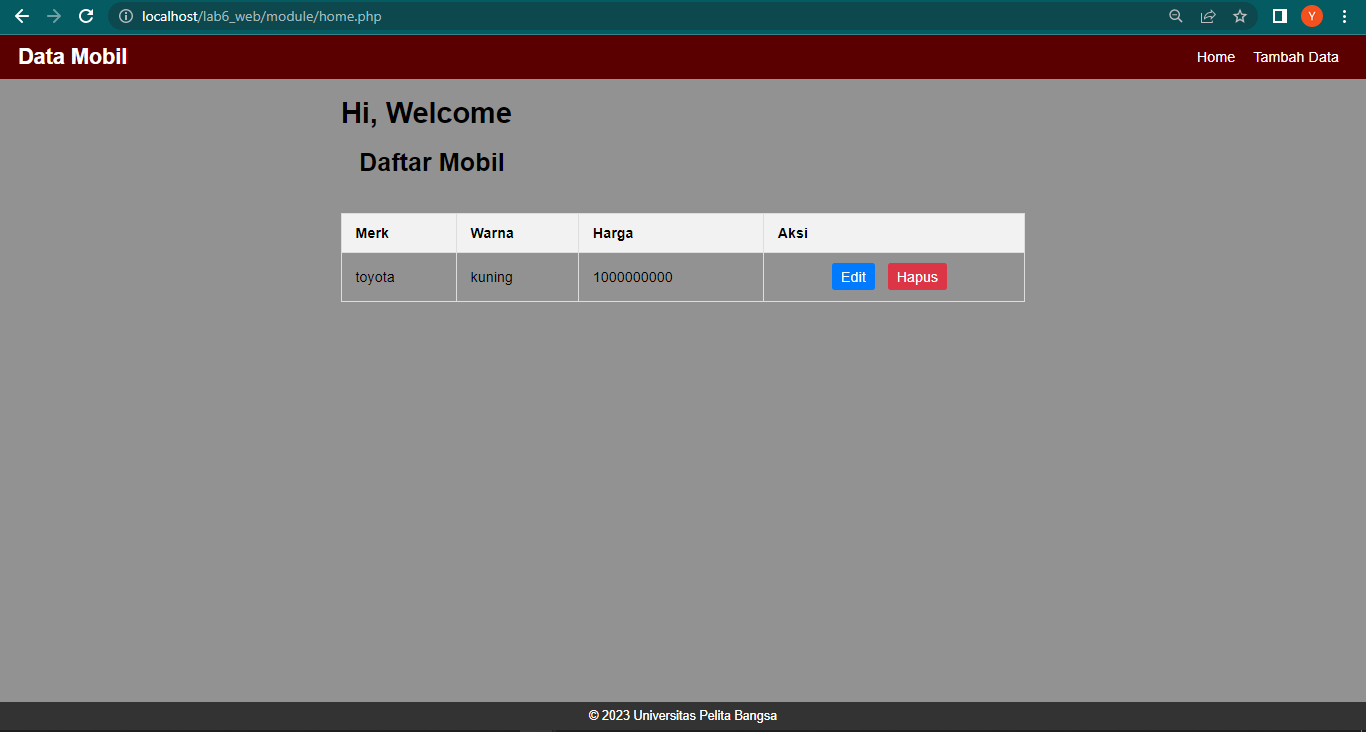 localhost/lab6_web/module/home.php
Y
Data Mobil Home Tambah Data
Hi, Welcome
Daftar Mobil
Merk Warna Harga Aksi
toyota kuning 1000000000 Edit Hapus
© 2023 Universitas Pelita Bangsa